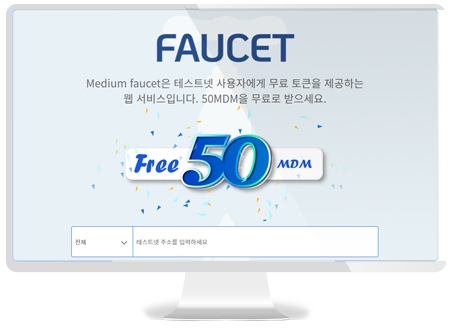 FAUCET
Medium faucet은 테스트넷 사용자에게 무료 토큰을 제공하는
웹 서비스입니다. 50MDM을 무료로 받으세요.
Free 50 MDM
전체 테스트넷 주소를 입력하세요